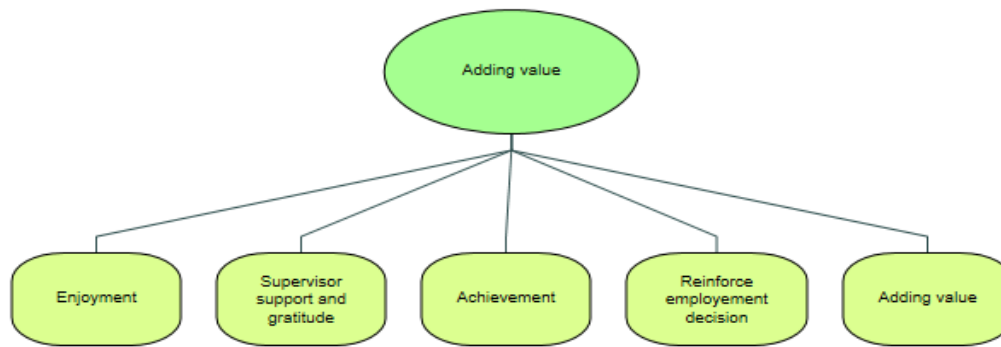 Adding value
Enjoyment
Supervisor
support and
gratitude
Achievement
Reinforce
employement
decision
Adding value